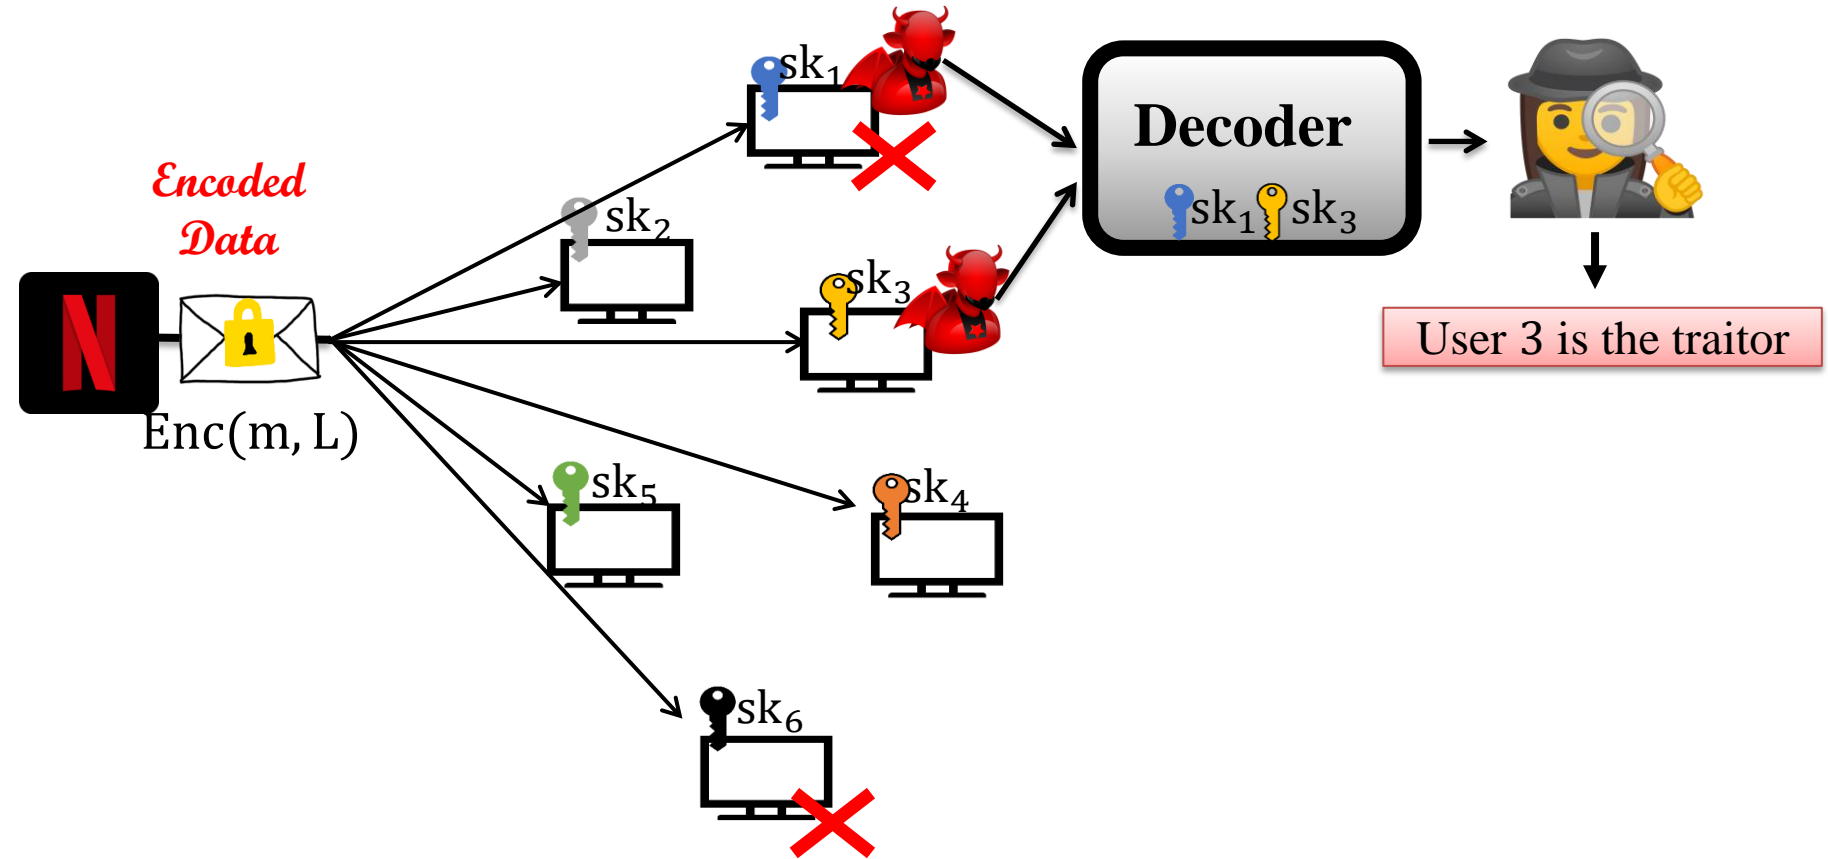 Encoded
Data
N
Enc(m, L)
sk₁
sk₂
sk₃
sk₄
sk₅
sk₆
Decoder
sk₁ sk₃
User 3 is the traitor